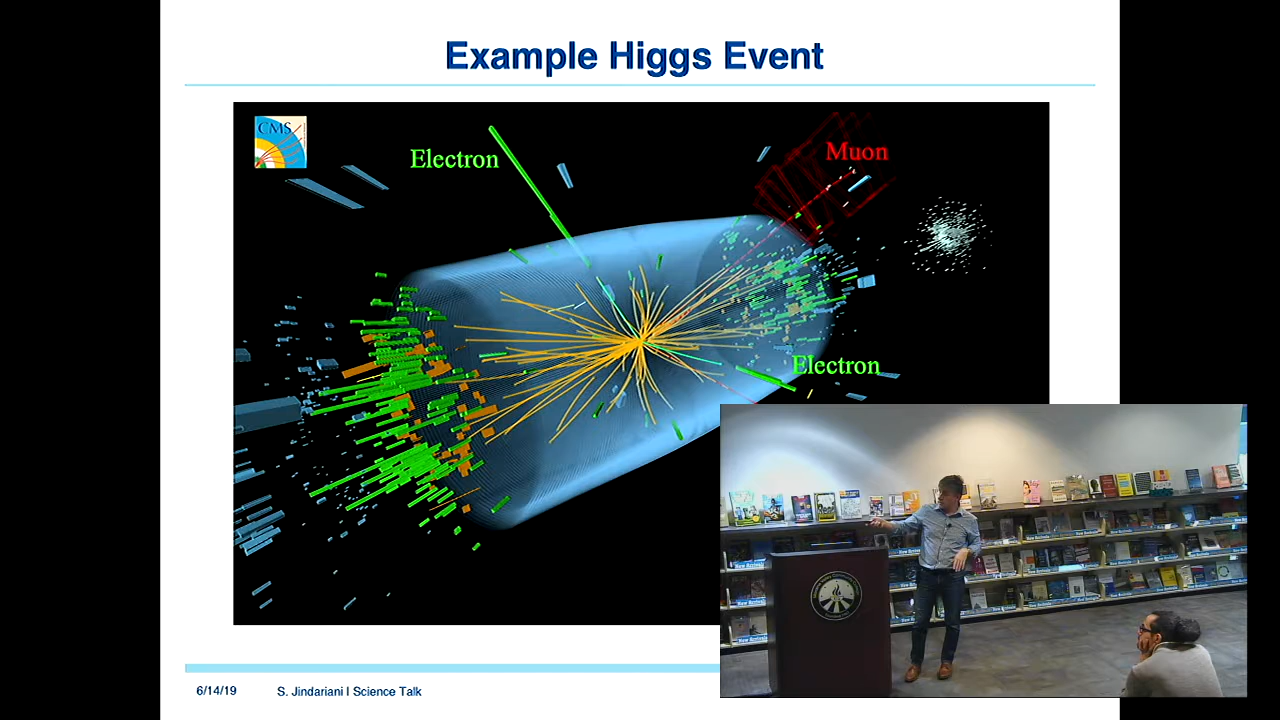 Example Higgs Event
CMS
Electron
Muon
Electron
6/14/19
S. Jindariani | Science Talk